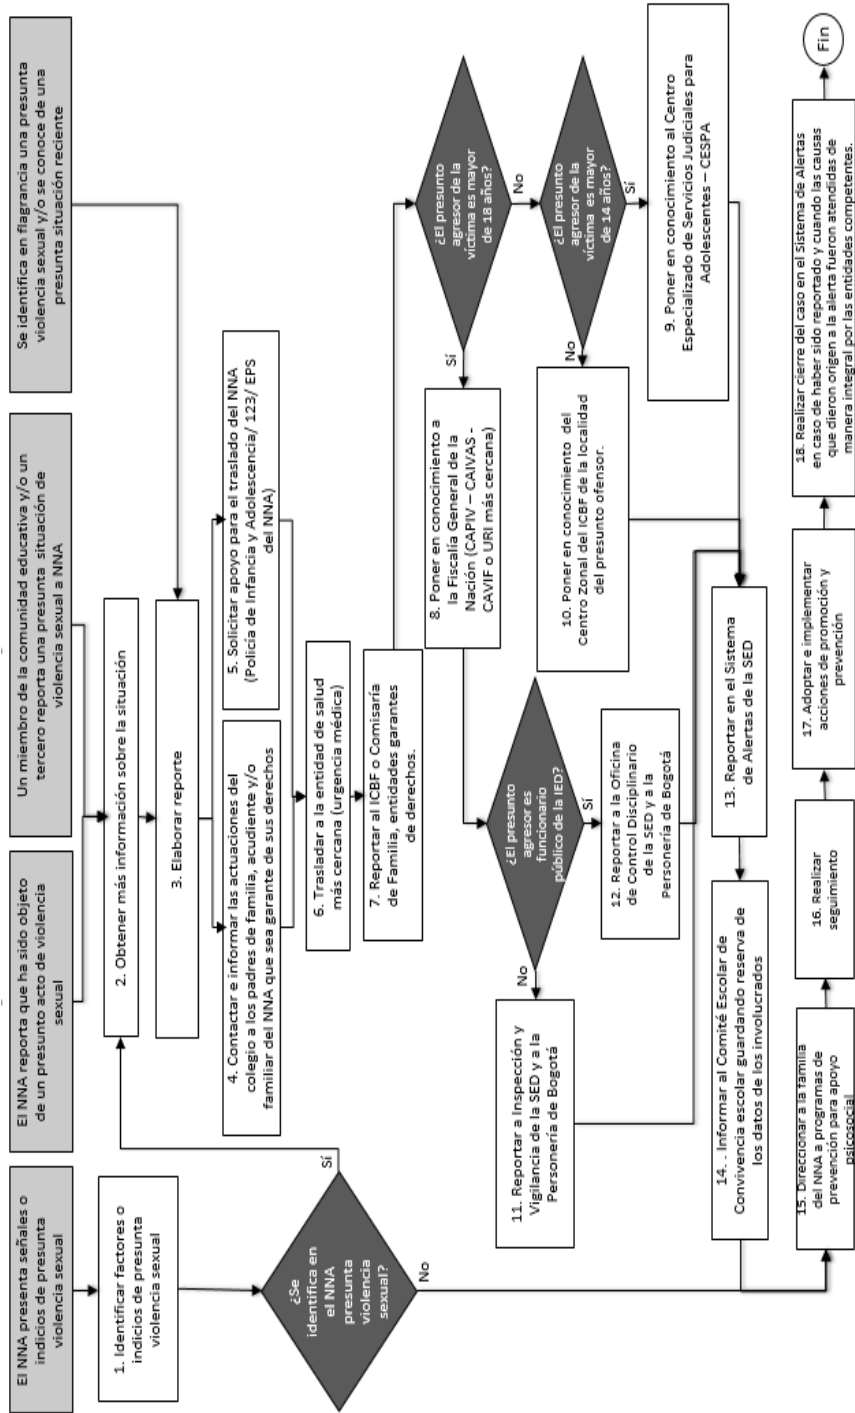 El NNA presenta señales o
indicios de presunta
violencia sexual
El NNA reporta que ha sido objeto
de un presunto acto de violencia
sexual
Un miembro de la comunidad educativa y/o un
tercero reporta una presunta situación de
violencia sexual a NNA
Se identifica en flagrancia una presunta
violencia sexual y/o se conoce de una
presunta situación reciente
1. Identificar factores o
indicios de presunta
violencia sexual
2. Obtener más información sobre la situación
3. Elaborar reporte
¿Se
identifica en
el NNA
presunta
violencia
sexual?
Sí
No
4. Contactar e informar las actuaciones del
colegio a los padres de familia, acudiente y/o
familiar del NNA que sea garante de sus derechos
5. Solicitar apoyo para el traslado del NNA
(Policía de Infancia y Adolescencia/ 123/ EPS
del NNA)
6. Trasladar a la entidad de salud
más cercana (urgencia médica)
7. Reportar al ICBF o Comisaría
de Familia, entidades garantes
de derechos.
¿El presunto
agresor de la
víctima es mayor
de 18 años?
Sí
No
8. Poner en conocimiento a
la Fiscalía General de la
Nación (CAPIV – CAIVAS -
CAVIF o URI más cercana)
¿El presunto
agresor de la
víctima es mayor
de 14 años?
No
Sí
10. Poner en conocimiento del
Centro Zonal del ICBF de la localidad
del presunto ofensor.
9. Poner en conocimiento al Centro
Especializado de Servicios Judiciales para
Adolescentes – CESPA
¿El presunto
agresor es
funcionario
público de la IED?
No
Sí
11. Reportar a Inspección y
Vigilancia de la SED y a la
Personería de Bogotá
12. Reportar a la Oficina
de Control Disciplinario
de la SED y a la
Personería de Bogotá
13. Reportar en el Sistema
de Alertas de la SED
14. . Informar al Comité Escolar de
Convivencia escolar guardando reserva de
los datos de los involucrados
15. Direccionar a la familia
del NNA a programas de
prevención para apoyo
psicosocial
16. Realizar
seguimiento
17. Adoptar e implementar
acciones de promoción y
prevención
18. Realizar cierre del caso en el Sistema de Alertas
en caso de haber sido reportado y cuando las causas
que dieron origen a la alerta fueron atendidas de
manera integral por las entidades competentes.
Fin